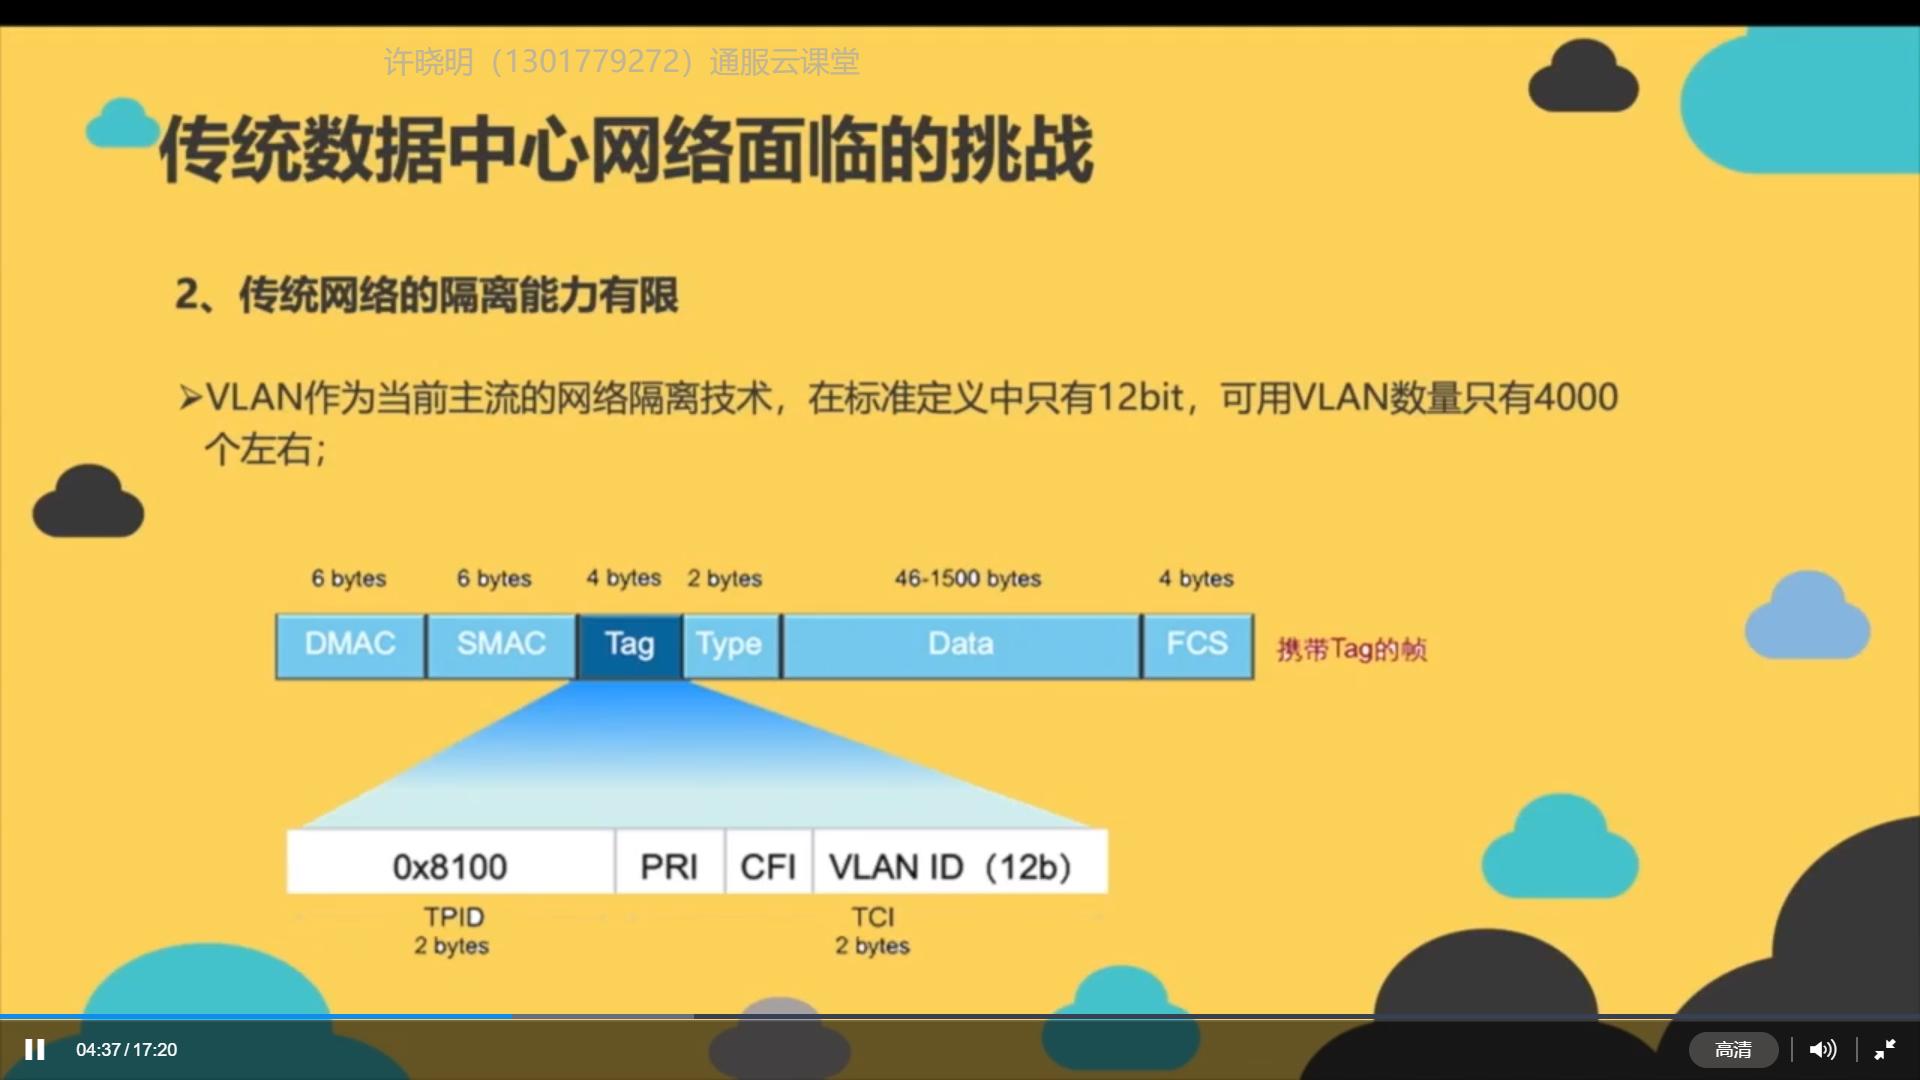 许晓明（1301779272）通服云课堂
传统数据中心网络面临的挑战
2、传统网络的隔离能力有限
➢VLAN作为当前主流的网络隔离技术，在标准定义中只有12bit，可用VLAN数量只有4000
个左右；
6 bytes 6 bytes 4 bytes 2 bytes 46-1500 bytes 4 bytes
DMAC SMAC Tag Type Data FCS 携带Tag的帧
0x8100 PRI CFI VLAN ID（12b）
TPID TCI
2 bytes 2 bytes
04:37/17:20 高清